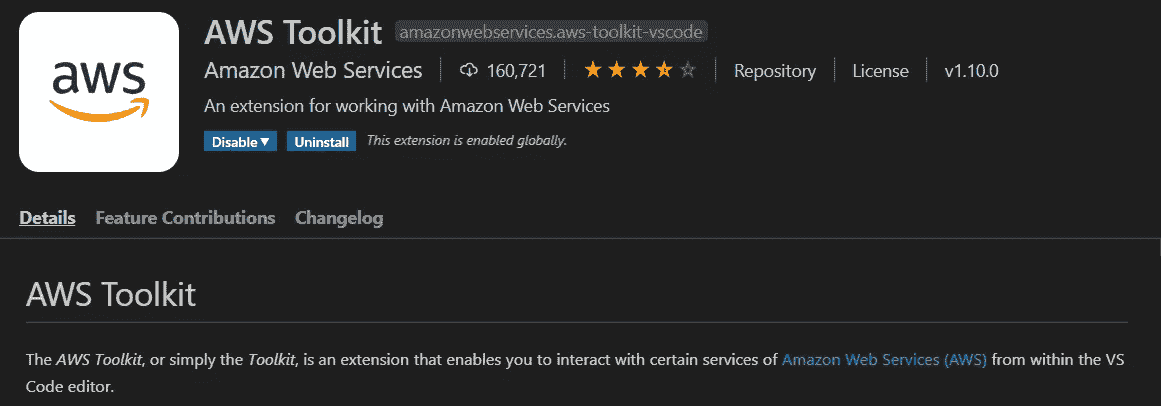 aws
AWS Toolkit amazonwebservices.aws-toolkit-vscode
Amazon Web Services 160,721 Repository License v1.10.0
An extension for working with Amazon Web Services
Disable Uninstall This extension is enabled globally.
Details Feature Contributions Changelog
AWS Toolkit
The AWS Toolkit, or simply the Toolkit, is an extension that enables you to interact with certain services of Amazon Web Services (AWS) from within the VS
Code editor.